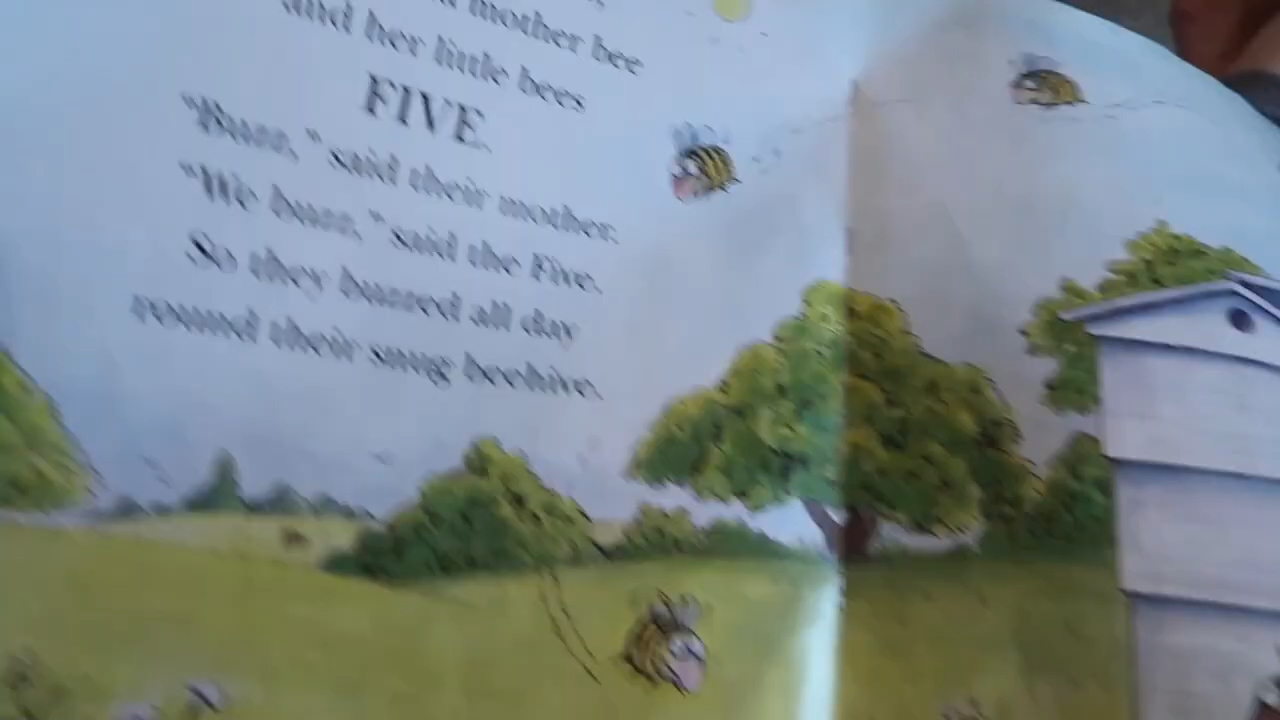 mother bee
and her little bees
FIVE.
"Buzz," said their mother.
"We buzz," said the Five.
So they buzzed all day
round their snug beehive.